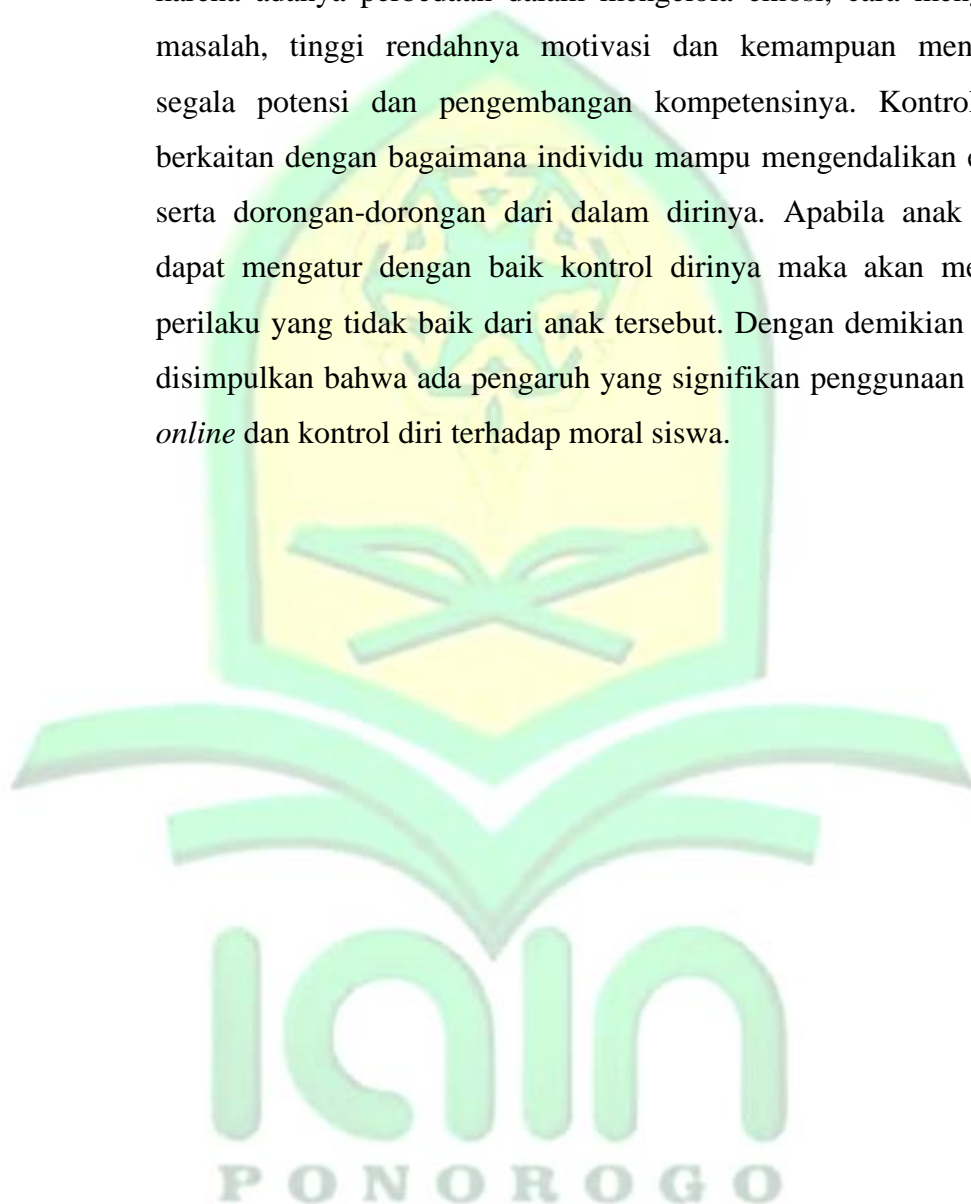 masalah, tinggi rendahnya motivasi dan kemampuan
segala potensi dan pengembangan kompetensinya. Kontrol
berkaitan dengan bagaimana individu mampu mengendalikan
serta dorongan-dorongan dari dalam dirinya. Apabila anak
dapat mengatur dengan baik kontrol dirinya maka akan
perilaku yang tidak baik dari anak tersebut. Dengan demikian
disimpulkan bahwa ada pengaruh yang signifikan penggunaan
online dan kontrol diri terhadap moral siswa.
iain
PONOROGO